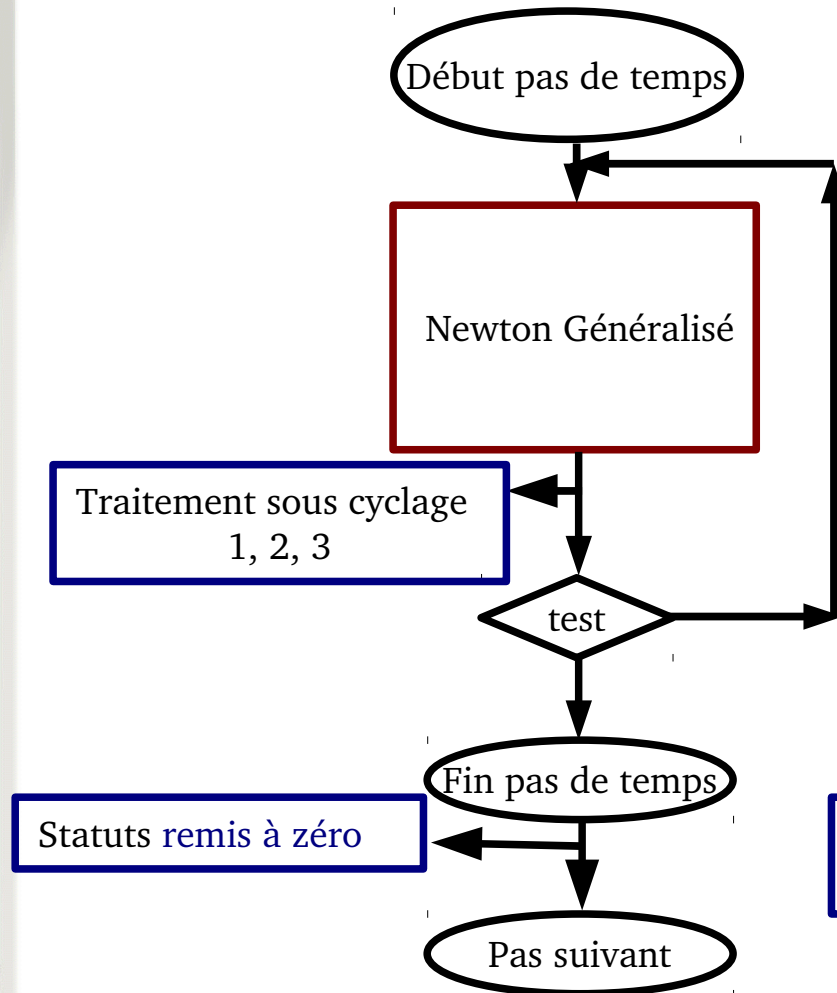 Début pas de temps
Newton Généralisé
Traitement sous cyclage
1, 2, 3
test
Fin pas de temps
Statuts remis à zéro
Pas suivant